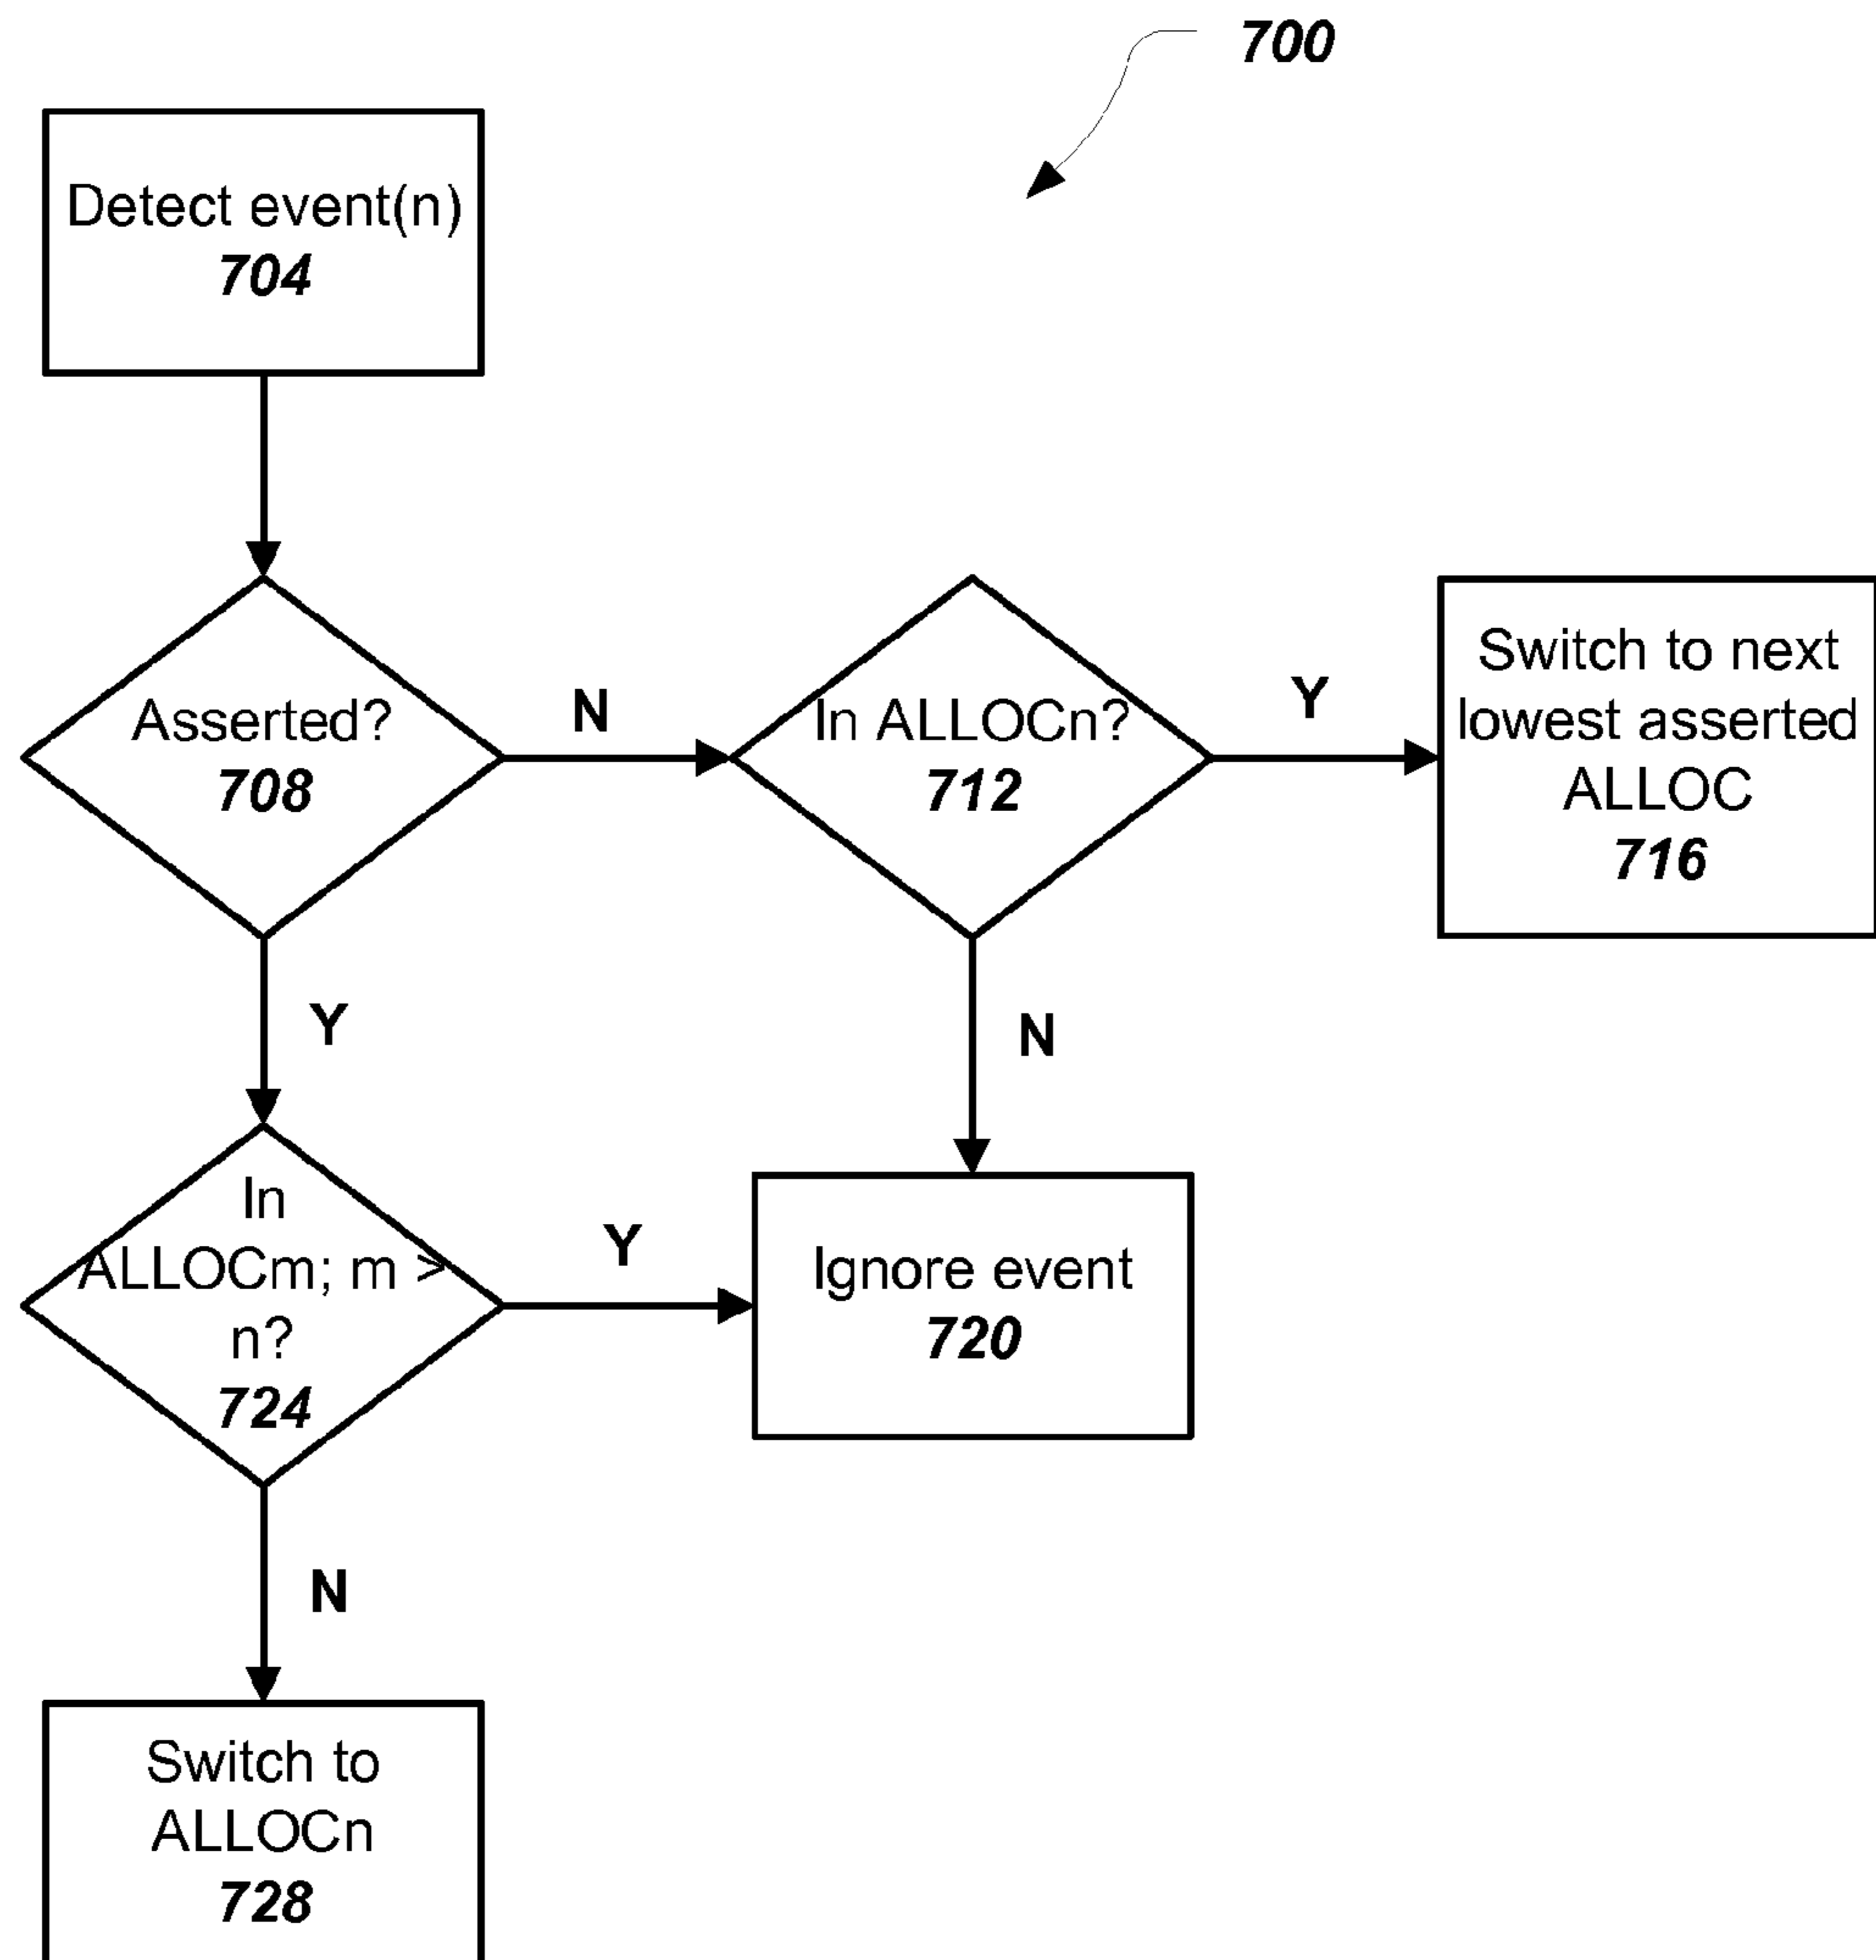 700
Detect event(n)
704
Asserted?
708
N
In ALLOCn?
712
Y
Switch to next
lowest asserted
ALLOC
716
Y
N
In
ALLOCm; m >
n?
724
Y
Ignore event
720
N
Switch to
ALLOCn
728